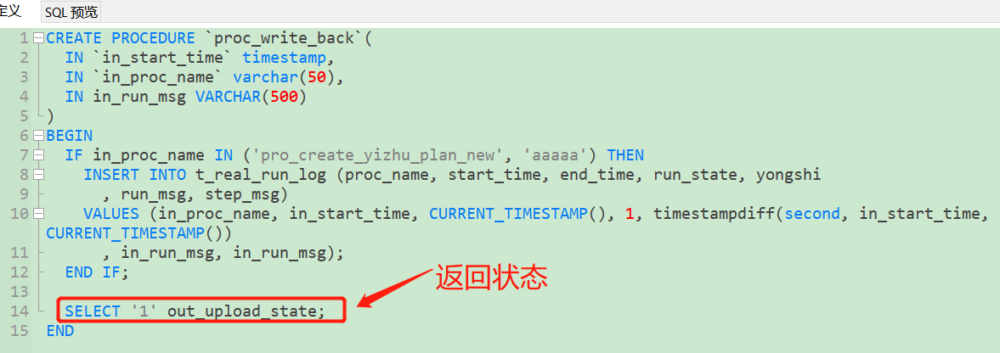 定义 SQL 预览
1 CREATE PROCEDURE `proc_write_back`(
2 IN `in_start_time` timestamp,
3 IN `in_proc_name` varchar(50),
4 IN in_run_msg VARCHAR(500)
5 )
6 BEGIN
7 IF in_proc_name IN ('pro_create_yizhu_plan_new', 'aaaaa') THEN
8 INSERT INTO t_real_run_log (proc_name, start_time, end_time, run_state, yongshi
9 , run_msg, step_msg)
10 VALUES (in_proc_name, in_start_time, CURRENT_TIMESTAMP(), 1, timestampdiff(second, in_start_time,
CURRENT_TIMESTAMP())
11 , in_run_msg, in_run_msg);
12 END IF;
13
返回状态
14 SELECT '1' out_upload_state;
15 END